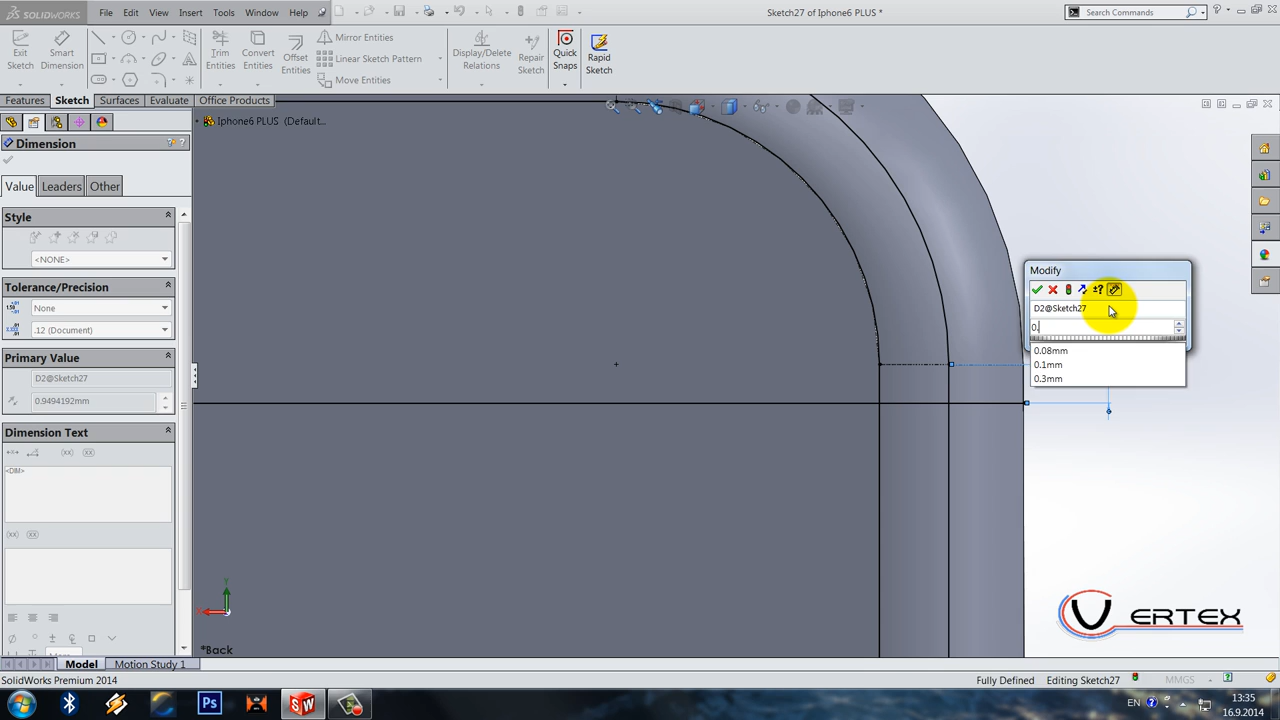 SOLIDWORKS
File
Edit
View
Insert
Tools
Window
Help
Sketch27 of Iphone6 PLUS *
Search Commands
Exit Sketch
Smart Dimension
Trim Entities
Convert Entities
Offset Entities
Mirror Entities
Linear Sketch Pattern
Move Entities
Display/Delete Relations
Repair Sketch
Quick Snaps
Rapid Sketch
Features
Sketch
Surfaces
Evaluate
Office Products
Iphone6 PLUS (Default...
Dimension
Value
Leaders
Other
Style
<NONE>
Tolerance/Precision
None
.12 (Document)
Primary Value
D2@Sketch27
0.9494192mm
Dimension Text
<DIM>
Modify
D2@Sketch27
0.
0.08mm
0.1mm
0.3mm
Y
*Back
VERTEX
Model
Motion Study 1
SolidWorks Premium 2014
Fully Defined
Editing Sketch27
MMGS
Ps
SW
EN
13:35
16.9.2014